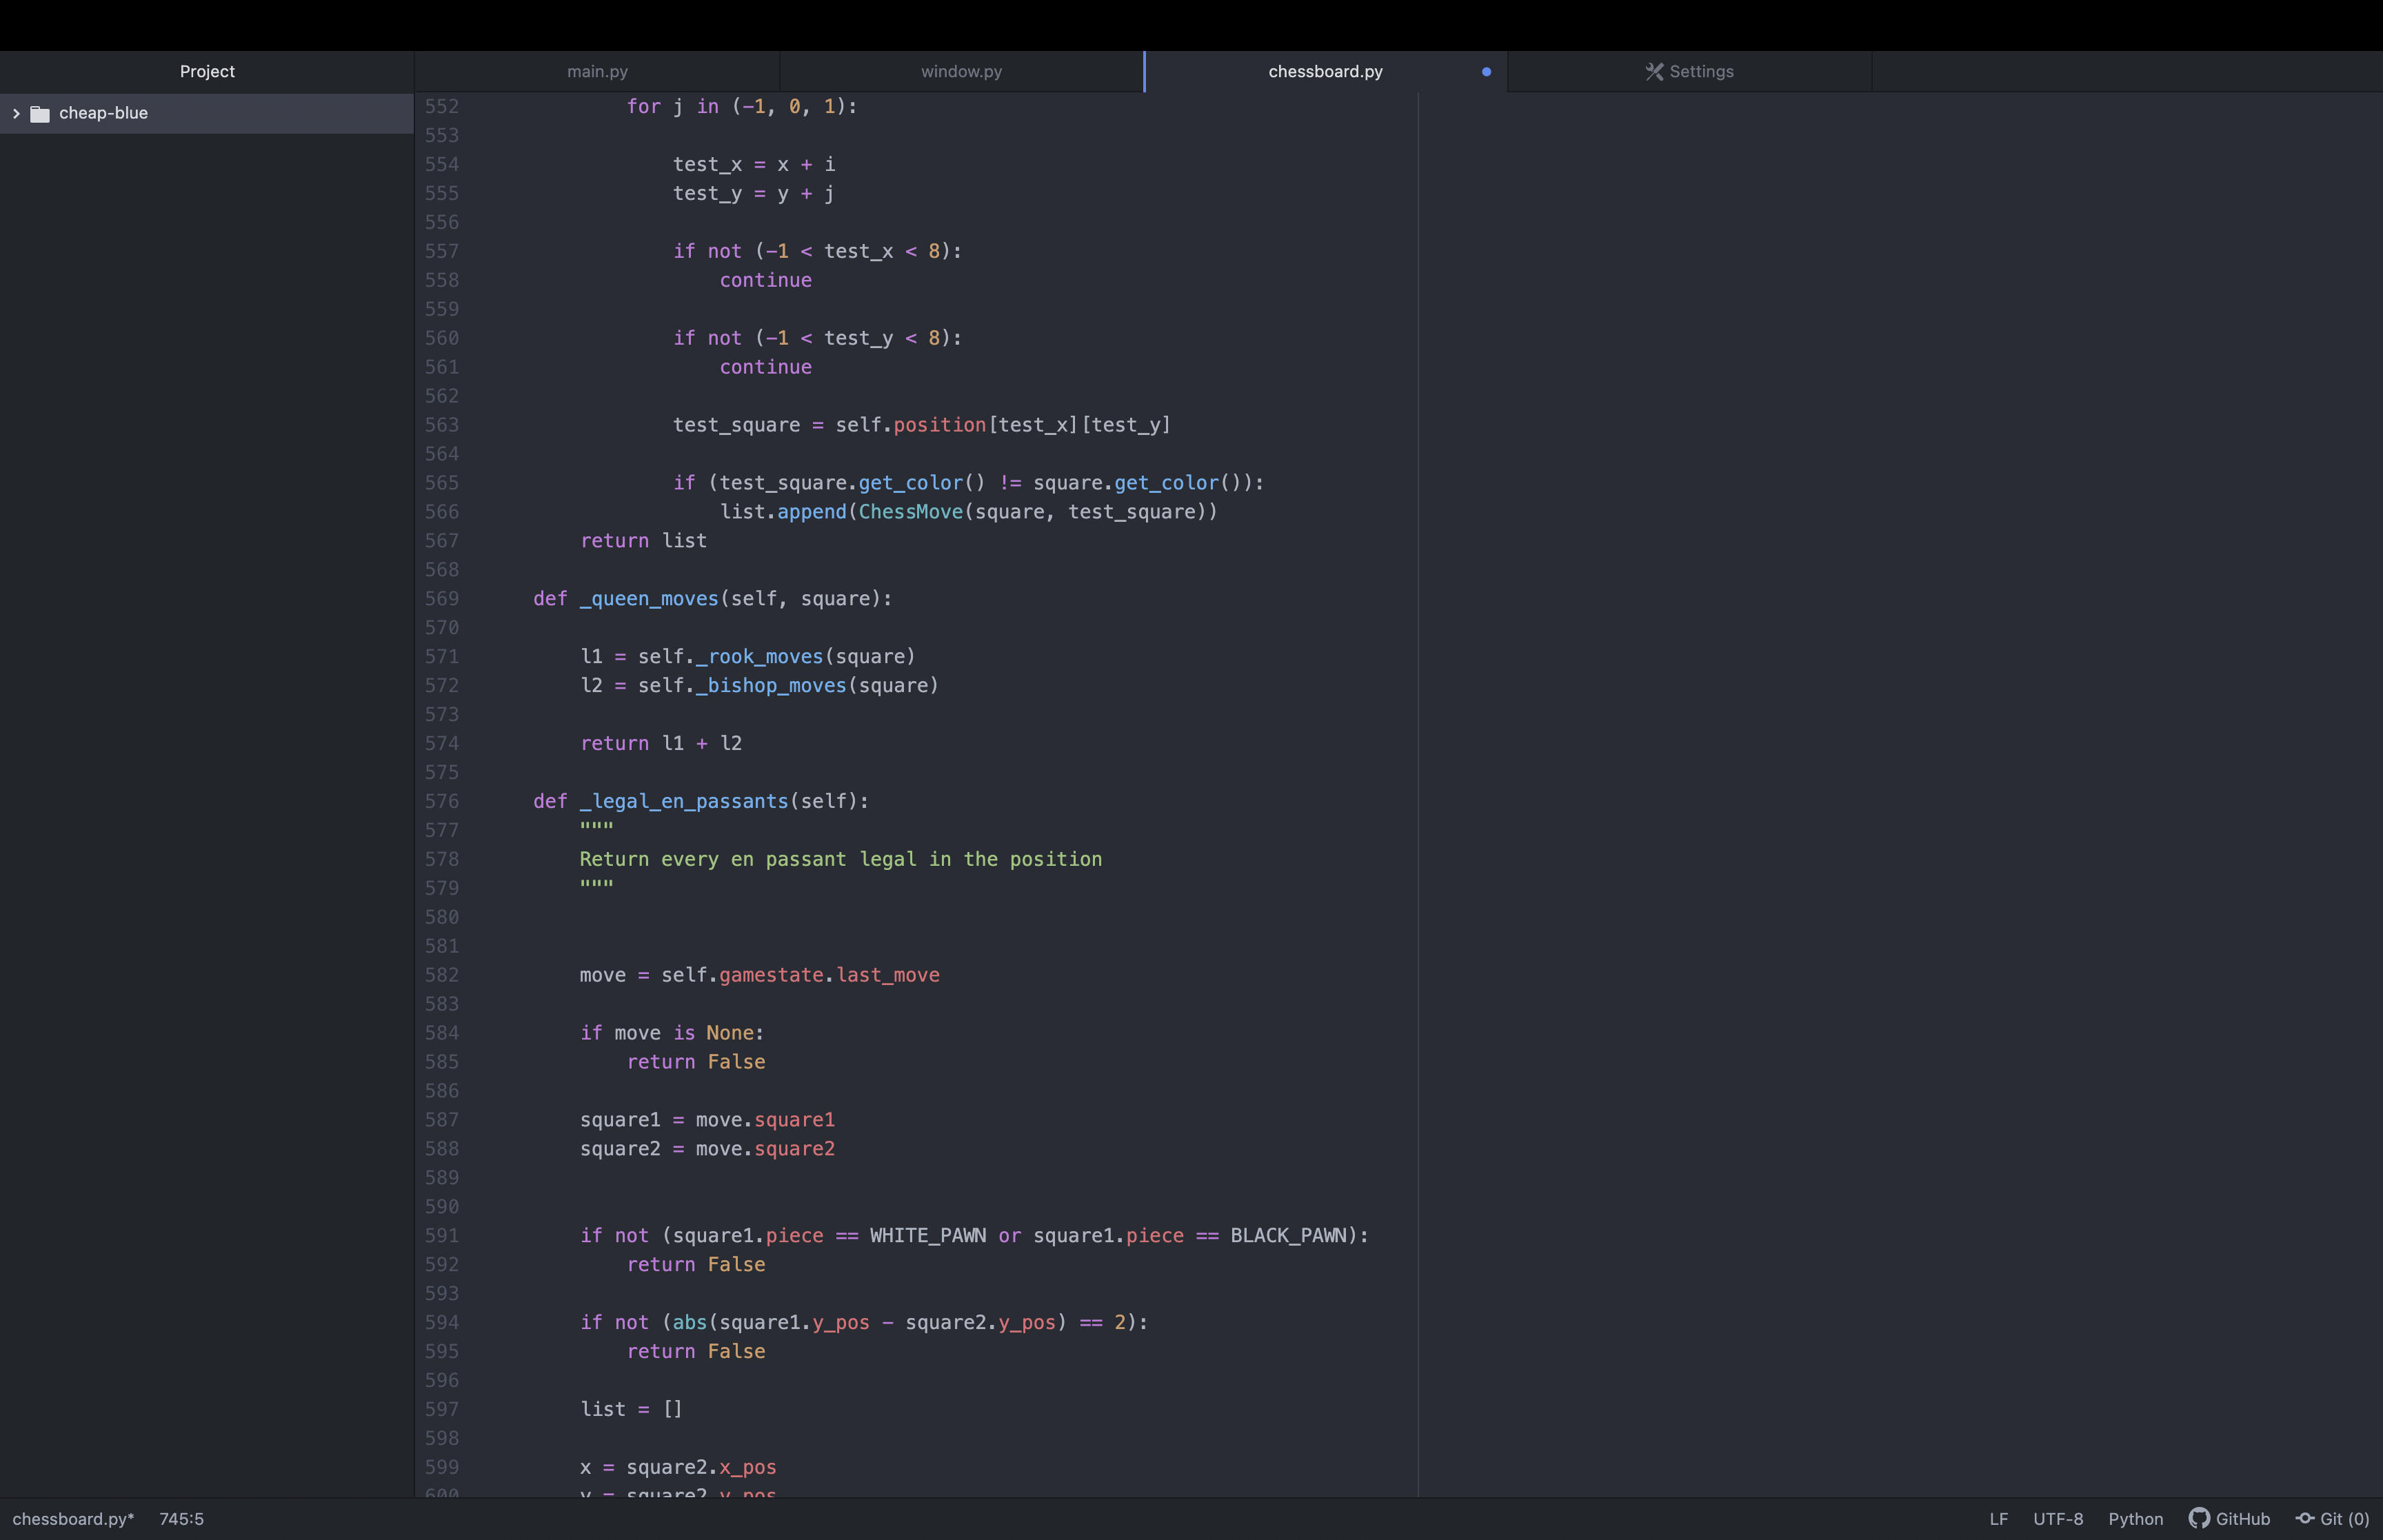 Project
main.py
window.py
chessboard.py
Settings
cheap-blue
552 for j in (-1, 0, 1):
553
554 test_x = x + i
555 test_y = y + j
556
557 if not (-1 < test_x < 8):
558 continue
559
560 if not (-1 < test_y < 8):
561 continue
562
563 test_square = self.position[test_x][test_y]
564
565 if (test_square.get_color() != square.get_color()):
566 list.append(ChessMove(square, test_square))
567 return list
568
569 def _queen_moves(self, square):
570
571 l1 = self._rook_moves(square)
572 l2 = self._bishop_moves(square)
573
574 return l1 + l2
575
576 def _legal_en_passants(self):
577 """
578 Return every en passant legal in the position
579 """
580
581
582 move = self.gamestate.last_move
583
584 if move is None:
585 return False
586
587 square1 = move.square1
588 square2 = move.square2
589
590
591 if not (square1.piece == WHITE_PAWN or square1.piece == BLACK_PAWN):
592 return False
593
594 if not (abs(square1.y_pos - square2.y_pos) == 2):
595 return False
596
597 list = []
598
599 x = square2.x_pos
600 y = square2.y_pos
chessboard.py* 745:5 LF UTF-8 Python GitHub Git (0)